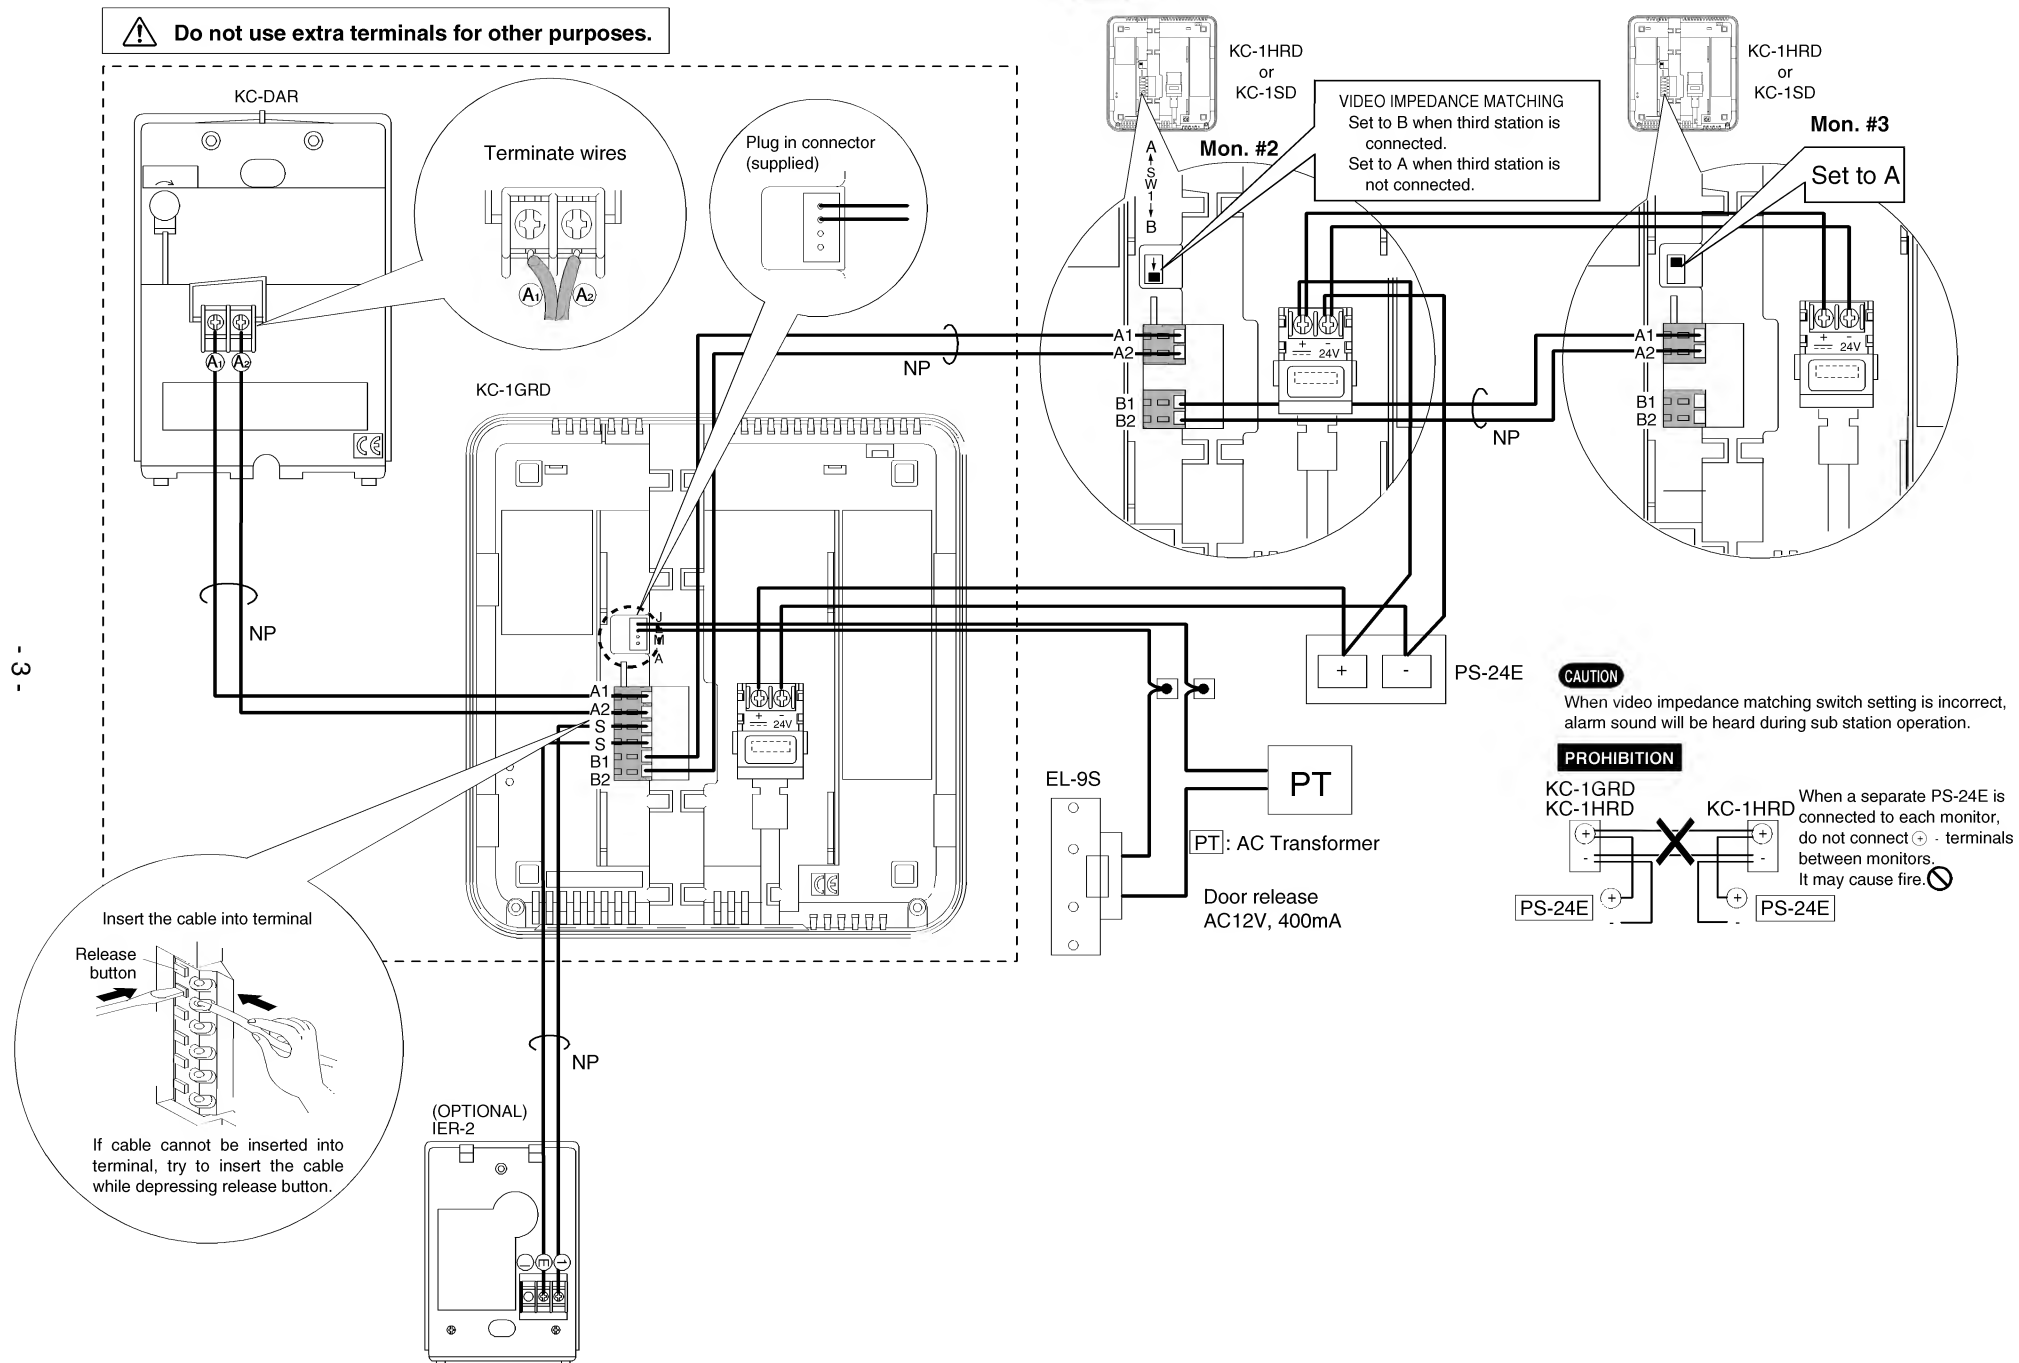 Do not use extra terminals for other purposes.
KC-DAR
Terminate wires
A1
A2
A1
A2
NP
Plug in connector
(supplied)
KC-1GRD
J
E
M
A
A1
A2
S
S
B1
B2
+ -
24V
NP
KC-1HRD
or
KC-1SD
Mon. #2
A
S
W
1
B
VIDEO IMPEDANCE MATCHING
Set to B when third station is
connected.
Set to A when third station is
not connected.
A1
A2
B1
B2
+ -
24V
NP
KC-1HRD
or
KC-1SD
Mon. #3
Set to A
A1
A2
B1
B2
+ -
24V
+ -
PS-24E
EL-9S
PT
PT : AC Transformer
Door release
AC12V, 400mA
CAUTION
When video impedance matching switch setting is incorrect,
alarm sound will be heard during sub station operation.
PROHIBITION
KC-1GRD
KC-1HRD
KC-1HRD
+
-
+
-
PS-24E
+
-
+
-
PS-24E
When a separate PS-24E is
connected to each monitor,
do not connect + - terminals
between monitors.
It may cause fire.
Insert the cable into terminal
Release
button
If cable cannot be inserted into
terminal, try to insert the cable
while depressing release button.
NP
(OPTIONAL)
IER-2
E 1
CE
- 3 -